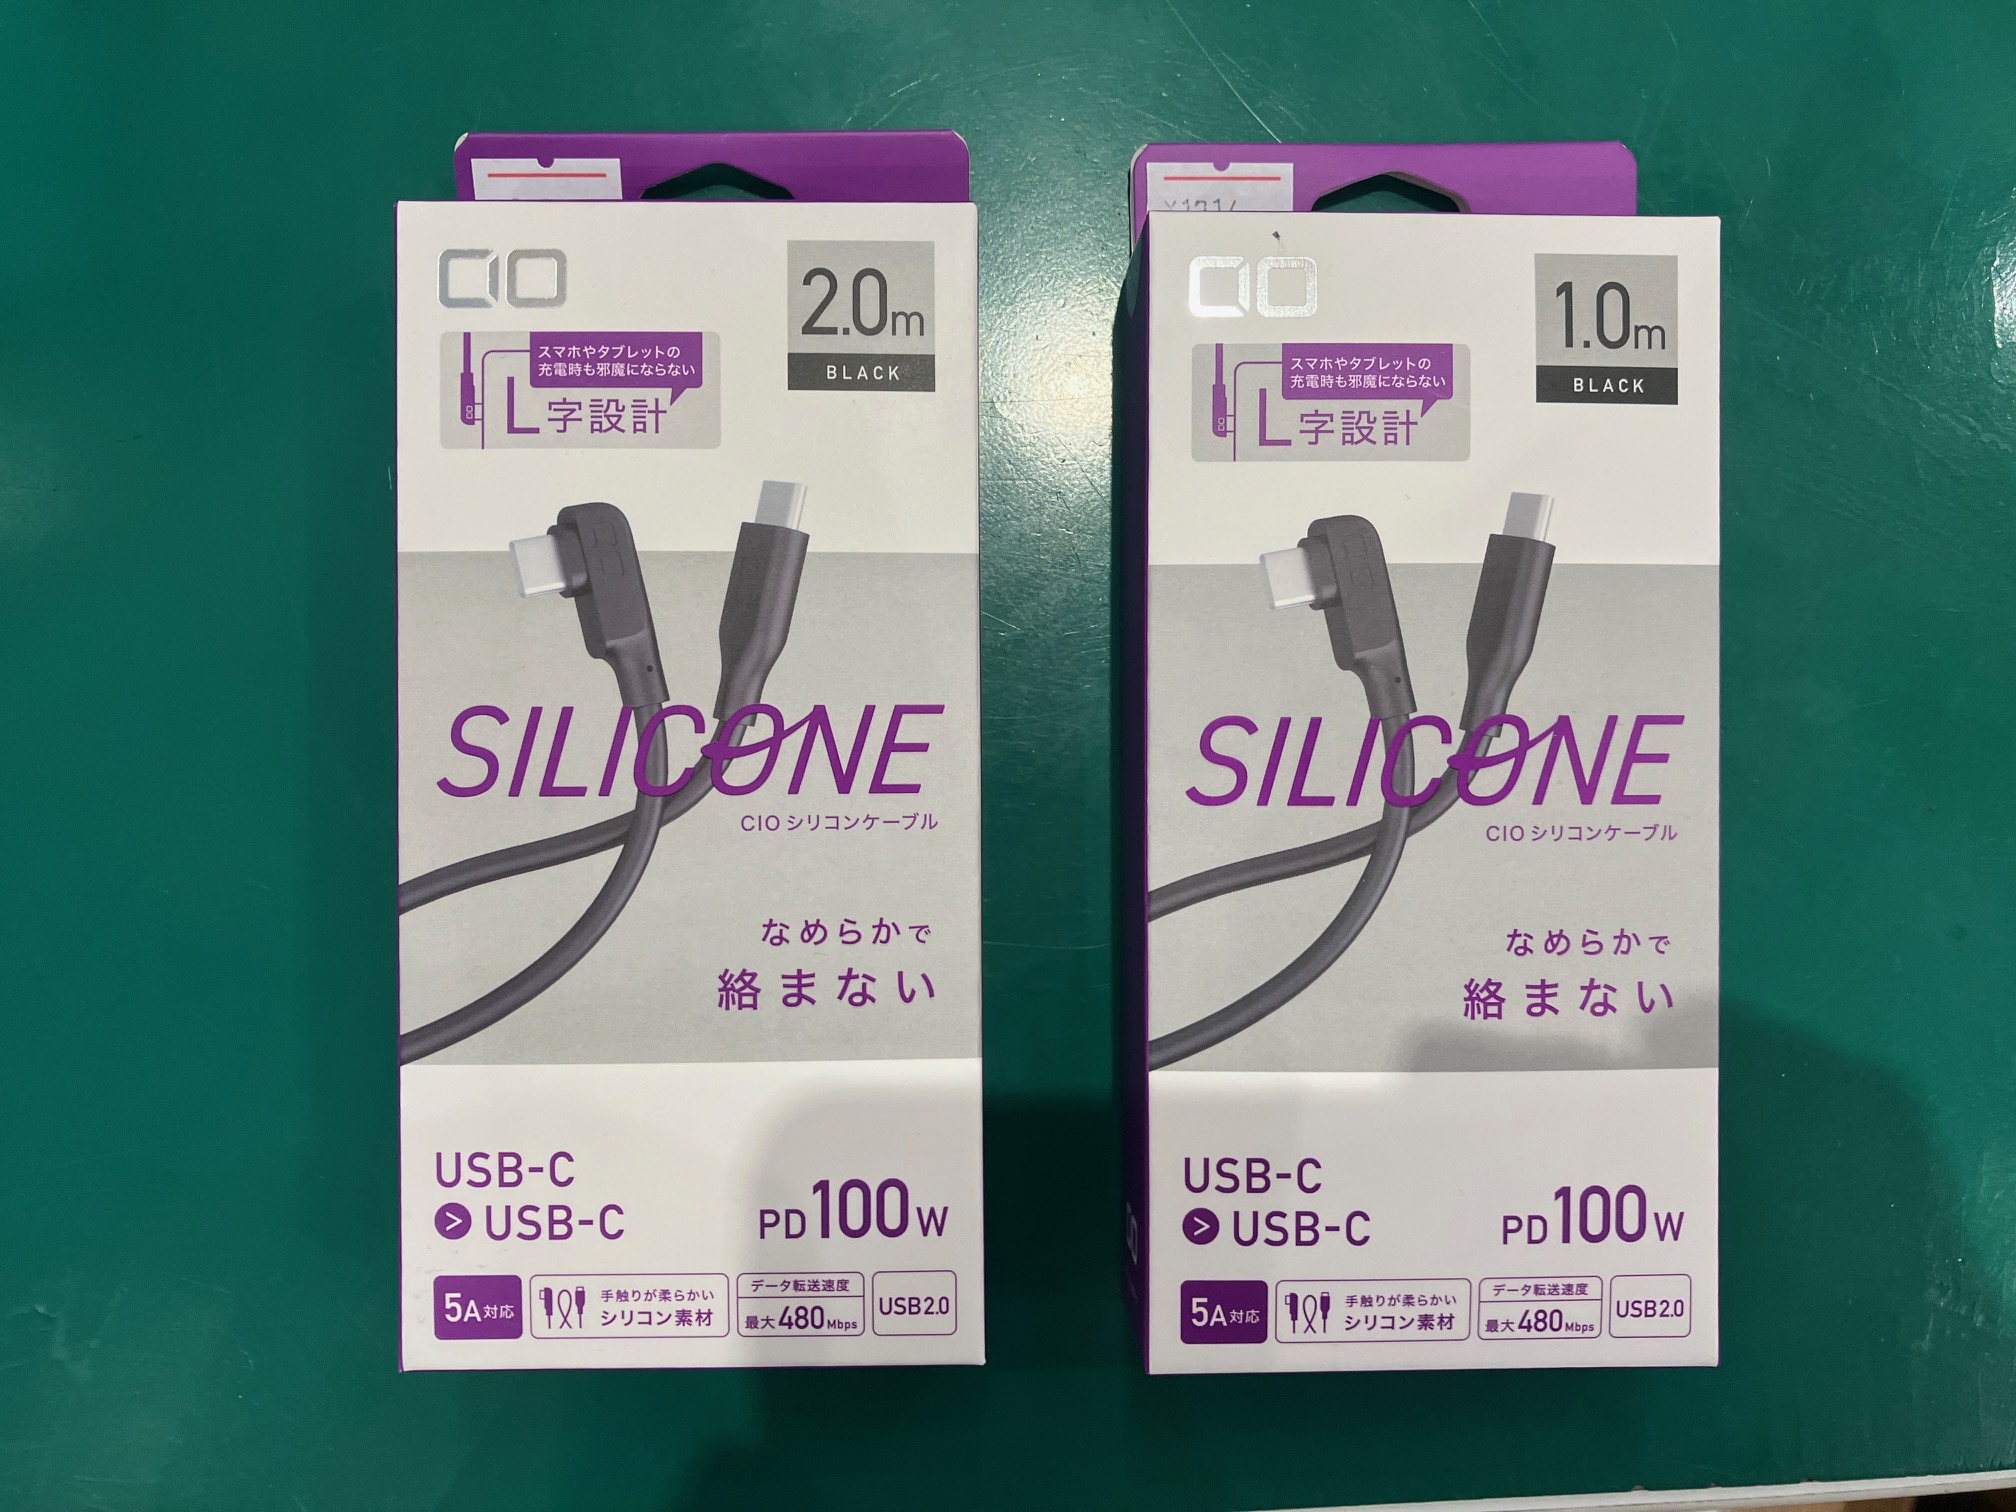 CIO
2.0m
BLACK
スマホやタブレットの
充電時も邪魔にならない
L字設計
SILICONE
CIO シリコンケーブル
なめらかで
絡まない
USB-C
> USB-C
PD100W
5A対応
手触りが柔らかい
シリコン素材
データ転送速度
最大480Mbps
USB2.0
CIO
1.0m
BLACK
スマホやタブレットの
充電時も邪魔にならない
L字設計
SILICONE
CIO シリコンケーブル
なめらかで
絡まない
USB-C
> USB-C
PD100W
5A対応
手触りが柔らかい
シリコン素材
データ転送速度
最大480Mbps
USB2.0